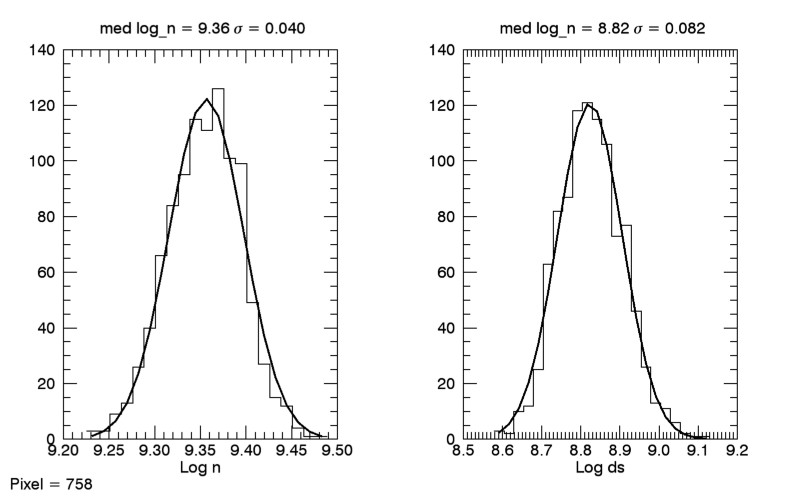 med log_n = 9.36 σ = 0.040
med log_n = 8.82 σ = 0.082
140
120
100
80
60
40
20
0
9.20 9.25 9.30 9.35 9.40 9.45 9.50
Log n
140
120
100
80
60
40
20
0
8.5 8.6 8.7 8.8 8.9 9.0 9.1 9.2
Log ds
Pixel = 758